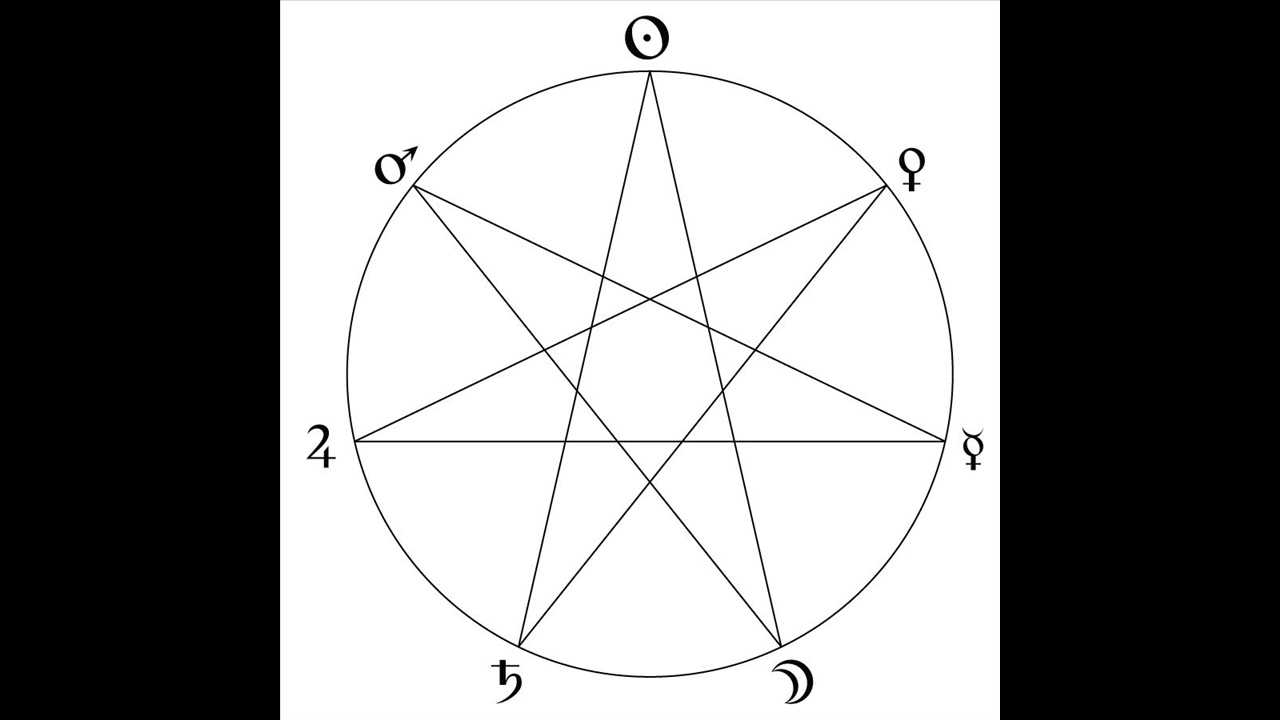 ☉
♂ ♀
♃ ☿
♄ ☽